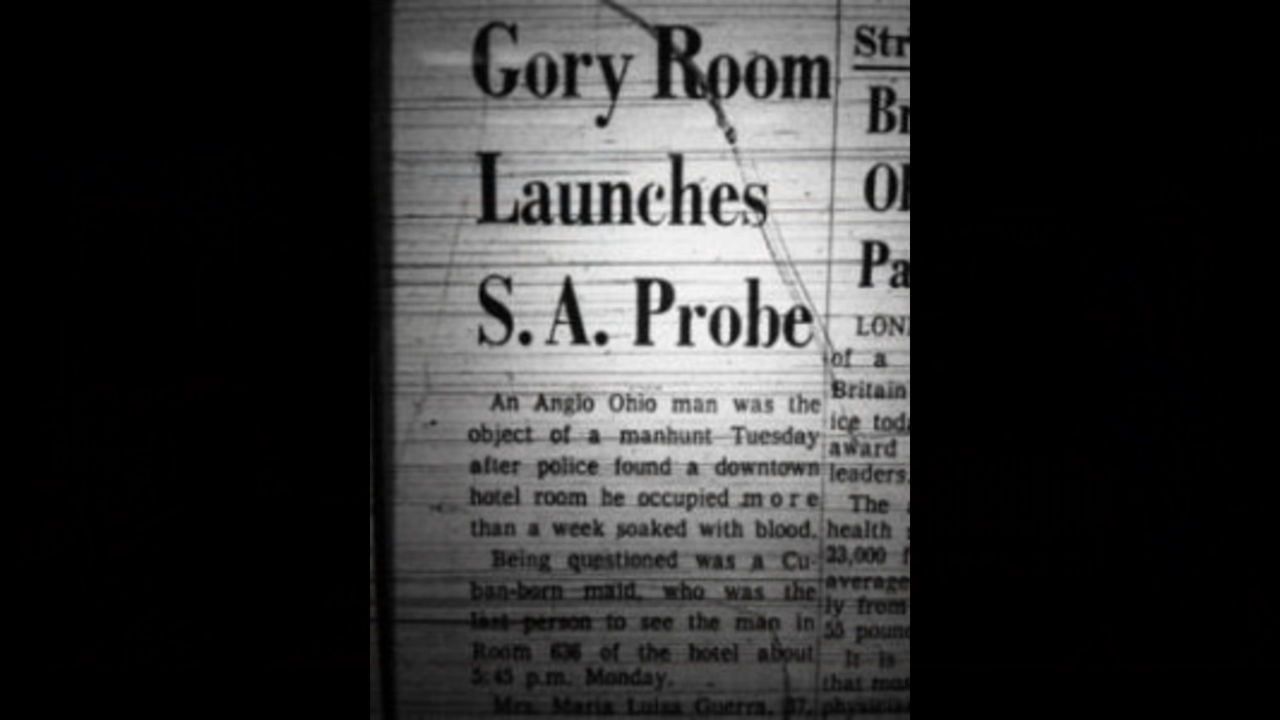 Gory Room
Launches
S.A. Probe
An Anglo Ohio man was the
object of a manhunt Tuesday
after police found a downtown
hotel room he occupied more
than a week soaked with blood.
Being questioned was a Cu-
ban-born maid, who was the
last person to see the man in
Room 636 of the hotel about
5:45 p.m. Monday.
Mrs. Maria Luisa Guerra, 37,
Str
Br
Pa
LON
of a
Britain
ice tod
award
leaders.
The
health
23,000 f
average
ly from
55 poun
It is
that mos
physicia